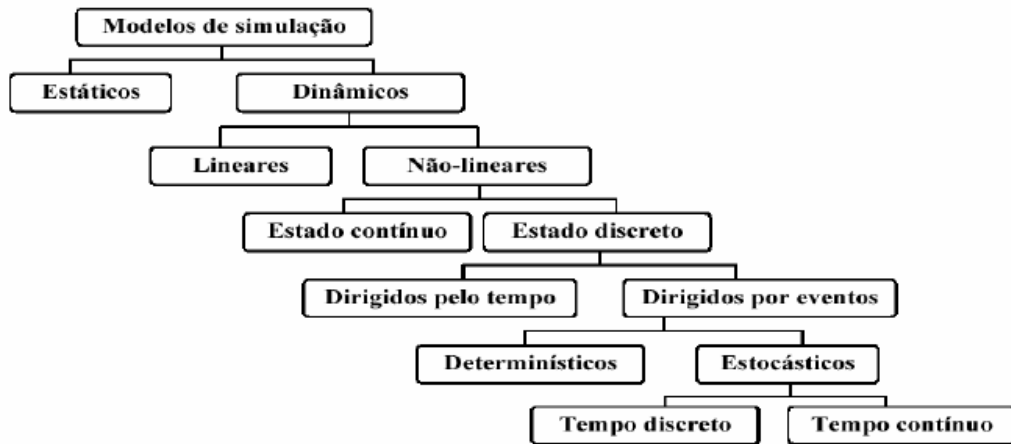 Modelos de simulação
Estáticos
Dinâmicos
Lineares
Não-lineares
Estado contínuo
Estado discreto
Dirigidos pelo tempo
Dirigidos por eventos
Determinísticos
Estocásticos
Tempo discreto
Tempo contínuo